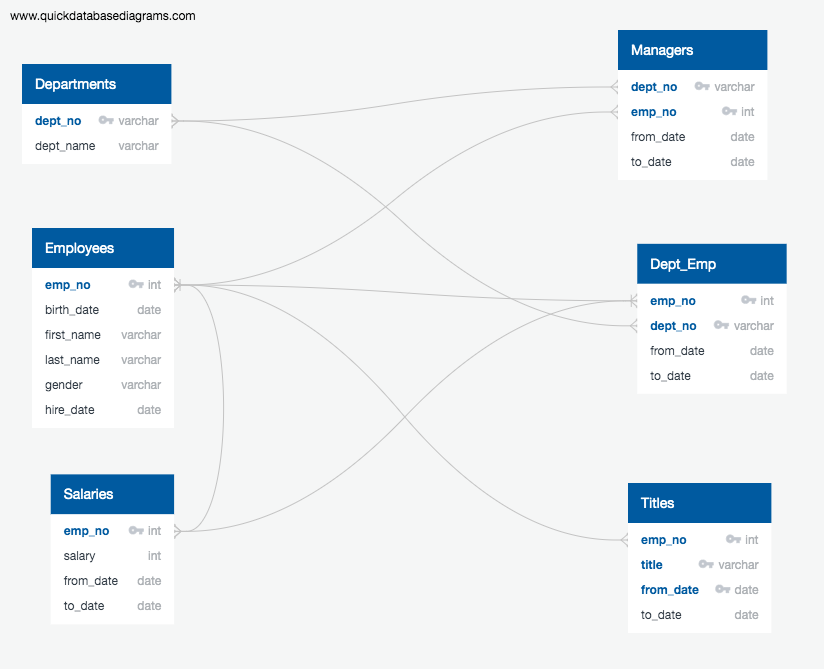 www.quickdatabasediagrams.com
Departments
dept_no varchar
dept_name varchar
Managers
dept_no varchar
emp_no int
from_date date
to_date date
Employees
emp_no int
birth_date date
first_name varchar
last_name varchar
gender varchar
hire_date date
Dept_Emp
emp_no int
dept_no varchar
from_date date
to_date date
Salaries
emp_no int
salary int
from_date date
to_date date
Titles
emp_no int
title varchar
from_date date
to_date date